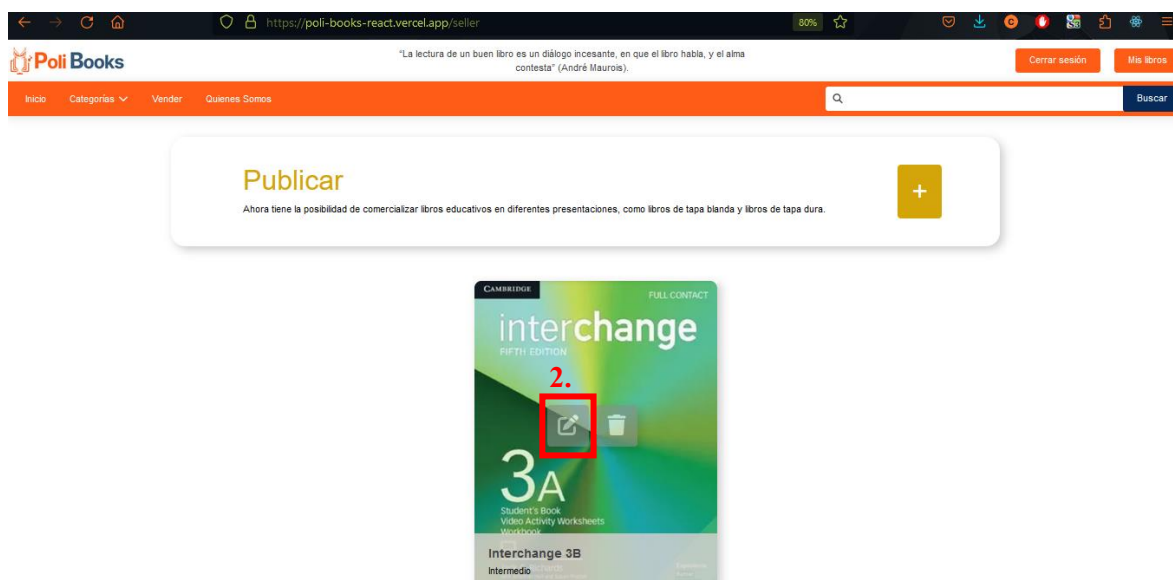 https://poli-books-react.vercel.app/seller
80%
Poli Books
"La lectura de un buen libro es un diálogo incesante, en que el libro habla, y el alma
contesta" (André Maurois).
Cerrar sesión
Mis libros
Inicio
Categorías
Vender
Quienes Somos
Buscar
Publicar
+
Ahora tiene la posibilidad de comercializar libros educativos en diferentes presentaciones, como libros de tapa blanda y libros de tapa dura.
CAMBRIDGE
FULL CONTACT
interchange
FIFTH EDITION
2.
3A
Student's Book
Video Activity Worksheets
Workbook
Interchange 3B
Intermedio